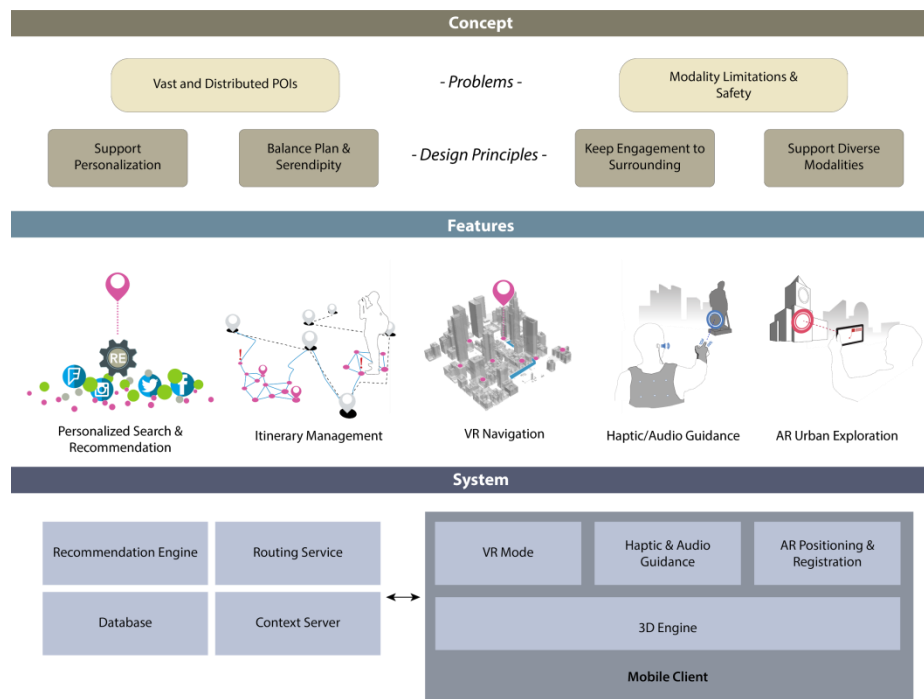 Concept
Vast and Distributed POIs
- Problems -
Modality Limitations &
Safety
Support
Personalization
Balance Plan &
Serendipity
- Design Principles -
Keep Engagement to
Surrounding
Support Diverse
Modalities
Features
RE
Personalized Search &
Recommendation
Itinerary Management
VR Navigation
Haptic/Audio Guidance
AR Urban Exploration
System
Recommendation Engine
Routing Service
Database
Context Server
VR Mode
Haptic & Audio
Guidance
AR Positioning &
Registration
3D Engine
Mobile Client